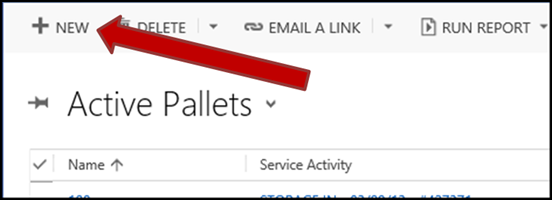 NEW DELETE EMAIL A LINK RUN REPORT
Active Pallets
Name Service Activity